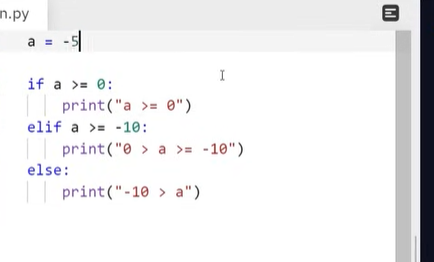 n.py
a = -5
if a >= 0:
print("a >= 0")
elif a >= -10:
print("0 > a >= -10")
else:
print("-10 > a")